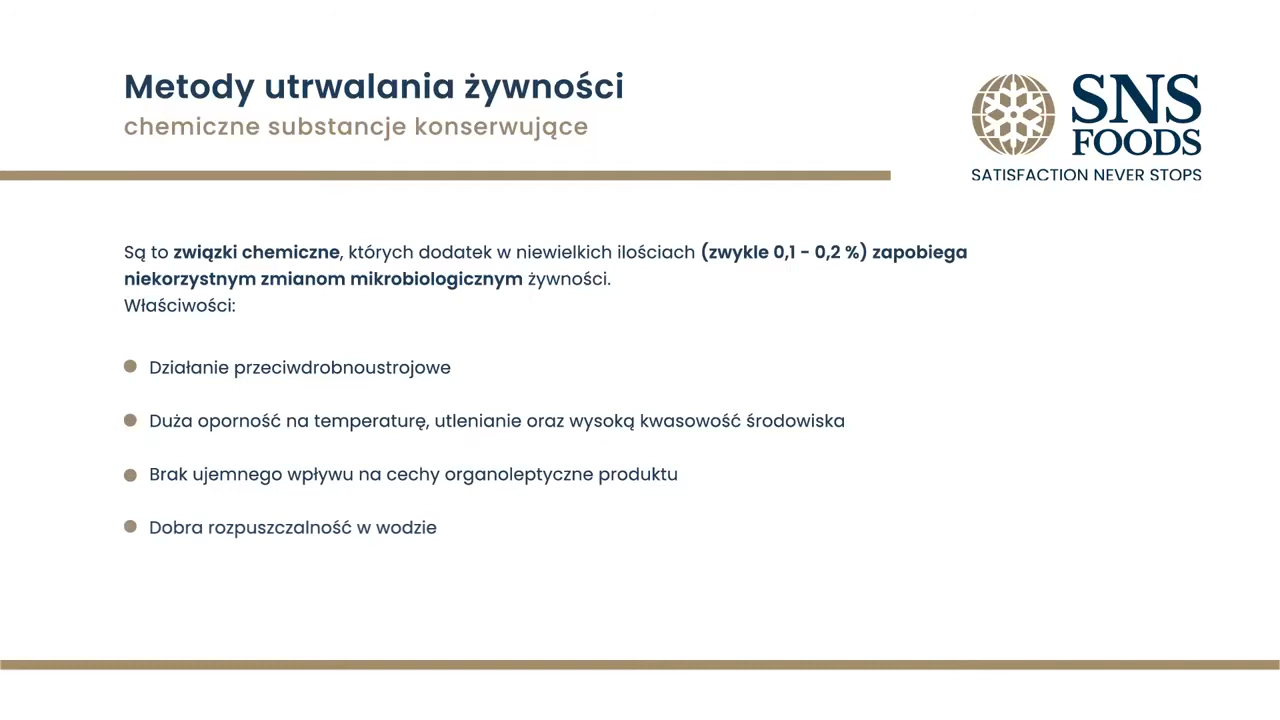 Metody utrwalania żywności
chemiczne substancje konserwujące
SNS
FOODS
SATISFACTION NEVER STOPS
Są to związki chemiczne, których dodatek w niewielkich ilościach (zwykle 0,1 - 0,2 %) zapobiega
niekorzystnym zmianom mikrobiologicznym żywności.
Właściwości:
Działanie przeciwdrobnoustrojowe
Duża oporność na temperaturę, utlenianie oraz wysoką kwasowość środowiska
Brak ujemnego wpływu na cechy organoleptyczne produktu
Dobra rozpuszczalność w wodzie